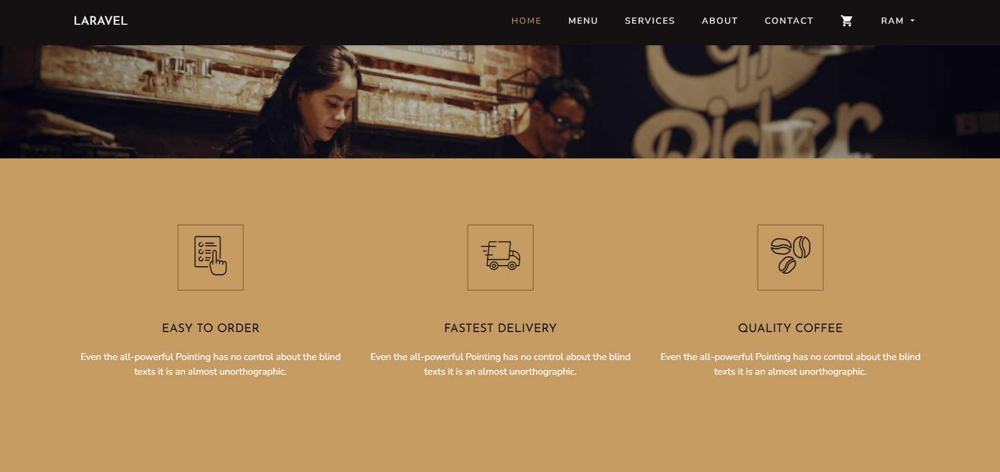 LARAVEL
HOME MENU SERVICES ABOUT CONTACT RAM
Rider
EASY TO ORDER
Even the all-powerful Pointing has no control about the blind
texts it is an almost unorthographic.
FASTEST DELIVERY
Even the all-powerful Pointing has no control about the blind
texts it is an almost unorthographic.
QUALITY COFFEE
Even the all-powerful Pointing has no control about the blind
texts it is an almost unorthographic.